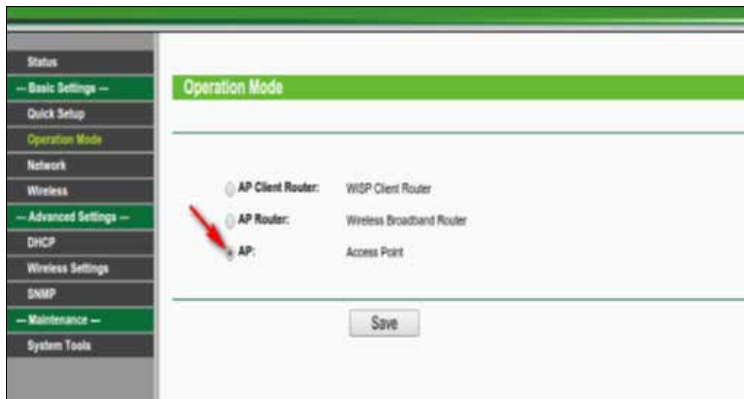 Status
--- Basic Settings ---
Quick Setup
Operation Mode
Network
Wireless
--- Advanced Settings ---
DHCP
Wireless Settings
SNMP
--- Maintenance ---
System Tools
Operation Mode
AP Client Router: WISP Client Router
AP Router: Wireless Broadband Router
AP: Access Point
Save